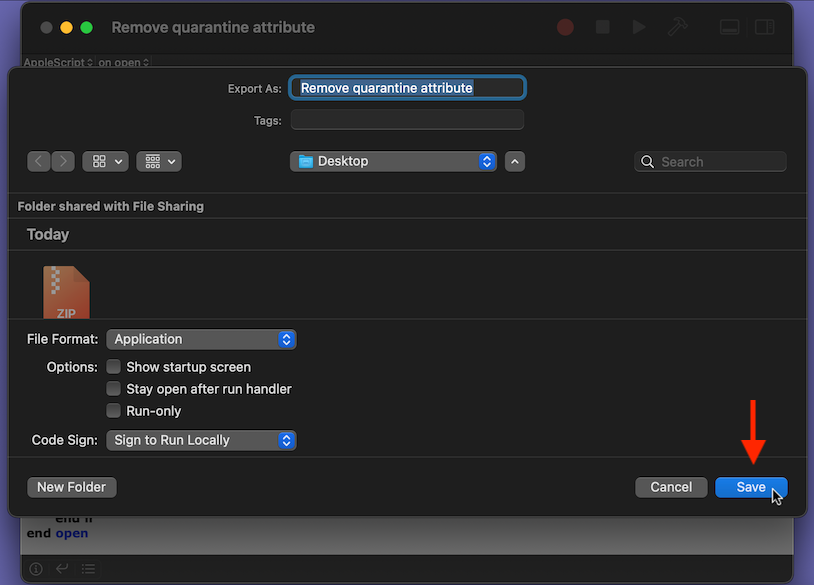 Remove quarantine attribute
AppleScript on open
Export As: Remove quarantine attribute
Tags:
Desktop
Search
Folder shared with File Sharing
Today
ZIP
File Format: Application
Options: Show startup screen
Stay open after run handler
Run-only
Code Sign: Sign to Run Locally
New Folder Cancel Save
end if
end open